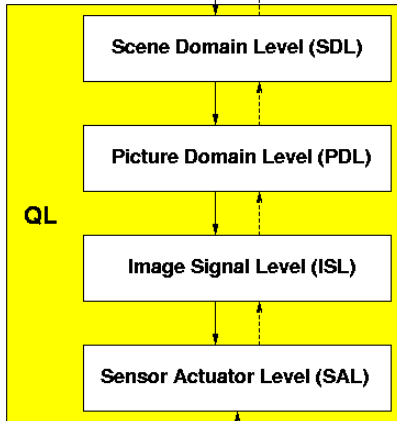 Scene Domain Level (SDL)
Picture Domain Level (PDL)
QL
Image Signal Level (ISL)
Sensor Actuator Level (SAL)